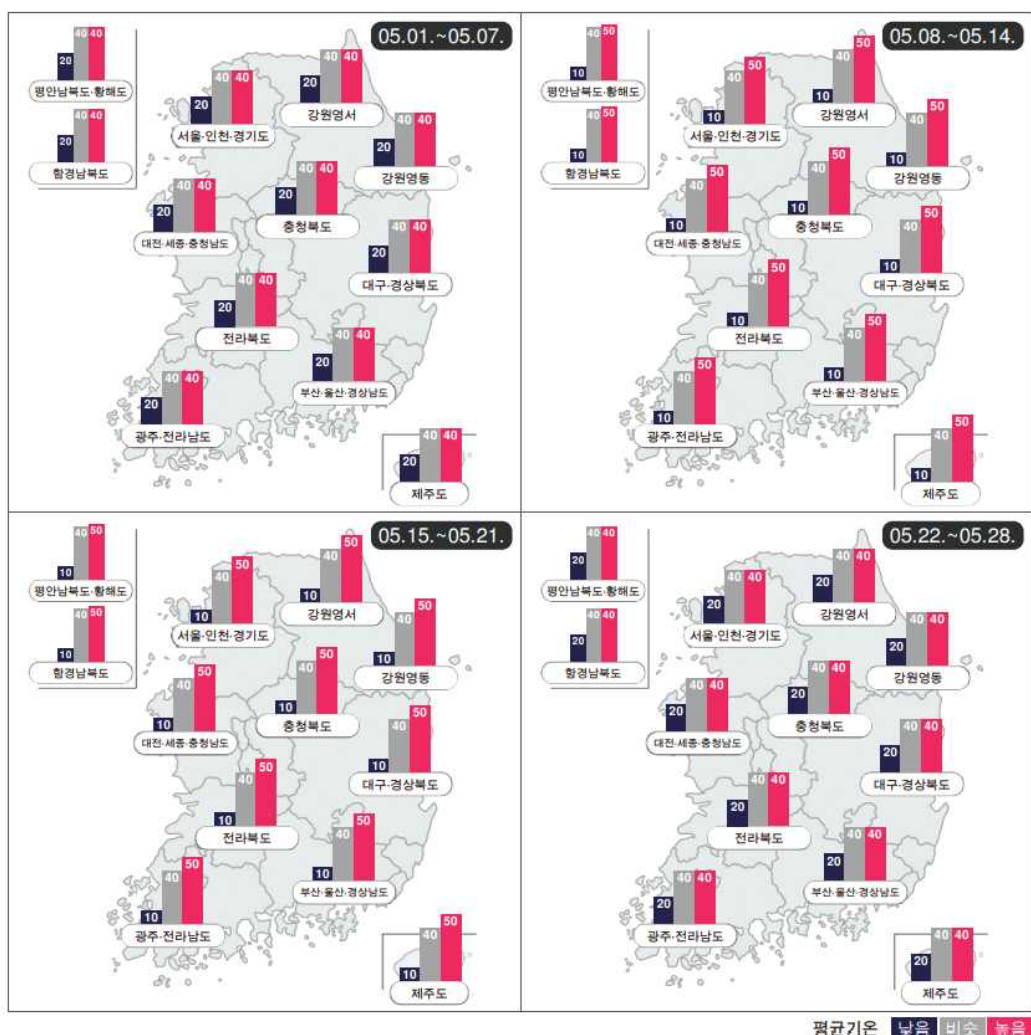 05.01.~05.07.
20 40 40
평안남북도·황해도
20 40 40
함경남북도
20 40 40
서울·인천·경기도
20 40 40
강원영서
20 40 40
강원영동
20 40 40
대전·세종·충청남도
20 40 40
충청북도
20 40 40
대구·경상북도
20 40 40
전라북도
20 40 40
부산·울산·경상남도
20 40 40
광주·전라남도
20 40 40
제주도
05.08.~05.14.
10 40 50
평안남북도·황해도
10 40 50
함경남북도
10 40 50
서울·인천·경기도
10 40 50
강원영서
10 40 50
강원영동
10 40 50
대전·세종·충청남도
10 40 50
충청북도
10 40 50
대구·경상북도
10 40 50
전라북도
10 40 50
부산·울산·경상남도
10 40 50
광주·전라남도
10 40 50
제주도
05.15.~05.21.
10 40 50
평안남북도·황해도
10 40 50
함경남북도
10 40 50
서울·인천·경기도
10 40 50
강원영서
10 40 50
강원영동
10 40 50
대전·세종·충청남도
10 40 50
충청북도
10 40 50
대구·경상북도
10 40 50
전라북도
10 40 50
부산·울산·경상남도
10 40 50
광주·전라남도
10 40 50
제주도
05.22.~05.28.
20 40 40
평안남북도·황해도
20 40 40
함경남북도
20 40 40
서울·인천·경기도
20 40 40
강원영서
20 40 40
강원영동
20 40 40
대전·세종·충청남도
20 40 40
충청북도
20 40 40
대구·경상북도
20 40 40
전라북도
20 40 40
부산·울산·경상남도
20 40 40
광주·전라남도
20 40 40
제주도
평균기온 낮음 비슷 높음